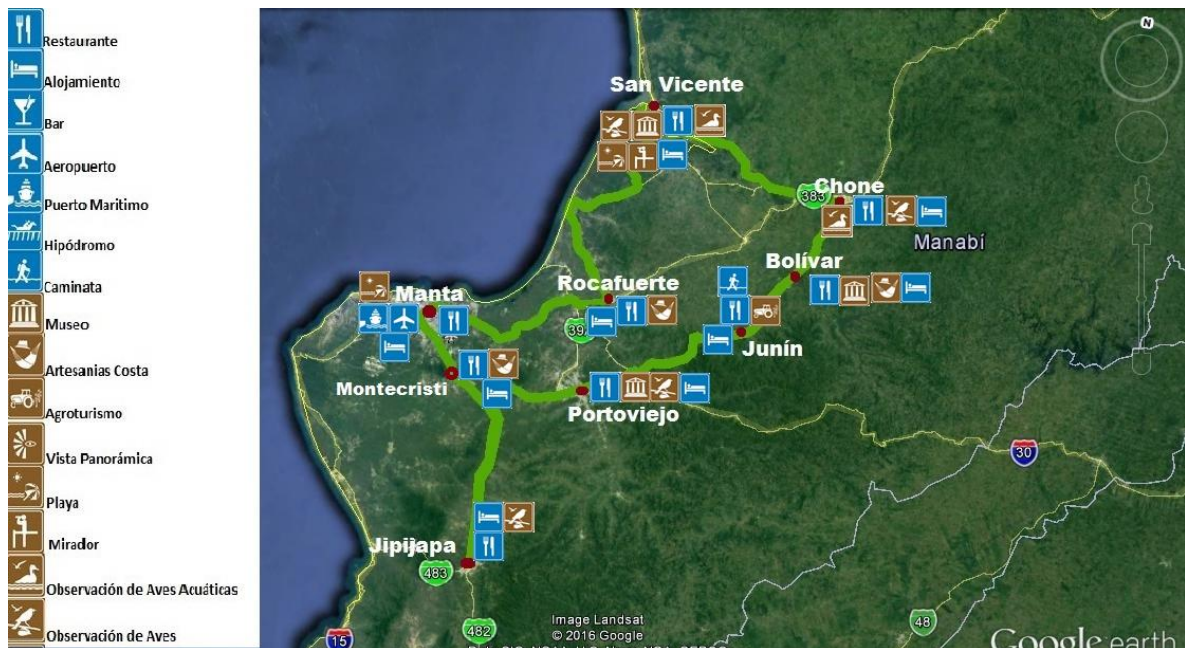 Restaurante
Alojamiento
Bar
Aeropuerto
Puerto Maritimo
Hipódromo
Caminata
Museo
Artesanias Costa
Agroturismo
Vista Panorámica
Playa
Mirador
Observación de Aves Acuáticas
Observación de Aves
N
San Vicente
383
Chone
Manabí
Bolívar
Rocafuerte
Manta
39
Junín
Montecristi
Portoviejo
30
Jipijapa
483
Image Landsat
© 2016 Google
15
482
48
Google earth